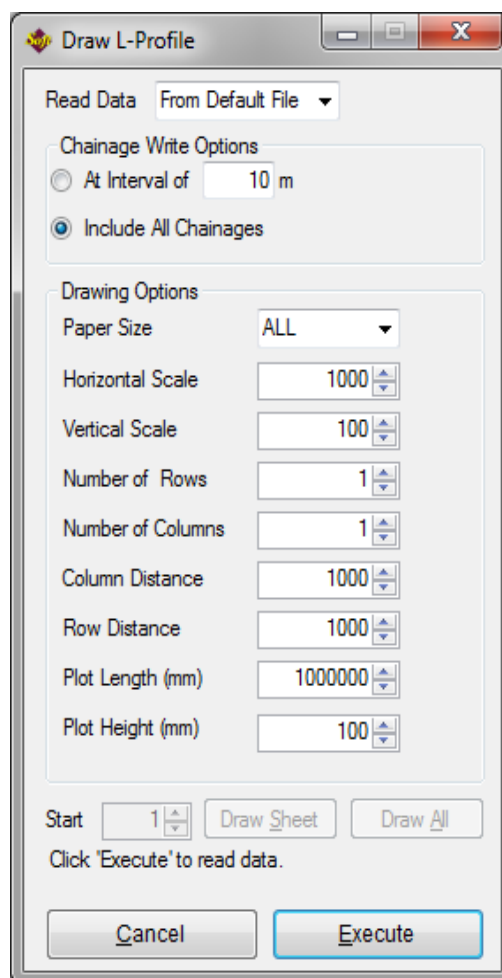 Draw L-Profile
Read Data From Default File
Chainage Write Options
At Interval of 10 m
Include All Chainages
Drawing Options
Paper Size ALL
Horizontal Scale 1000
Vertical Scale 100
Number of Rows 1
Number of Columns 1
Column Distance 1000
Row Distance 1000
Plot Length (mm) 1000000
Plot Height (mm) 100
Start 1 Draw Sheet Draw All
Click 'Execute' to read data.
Cancel Execute